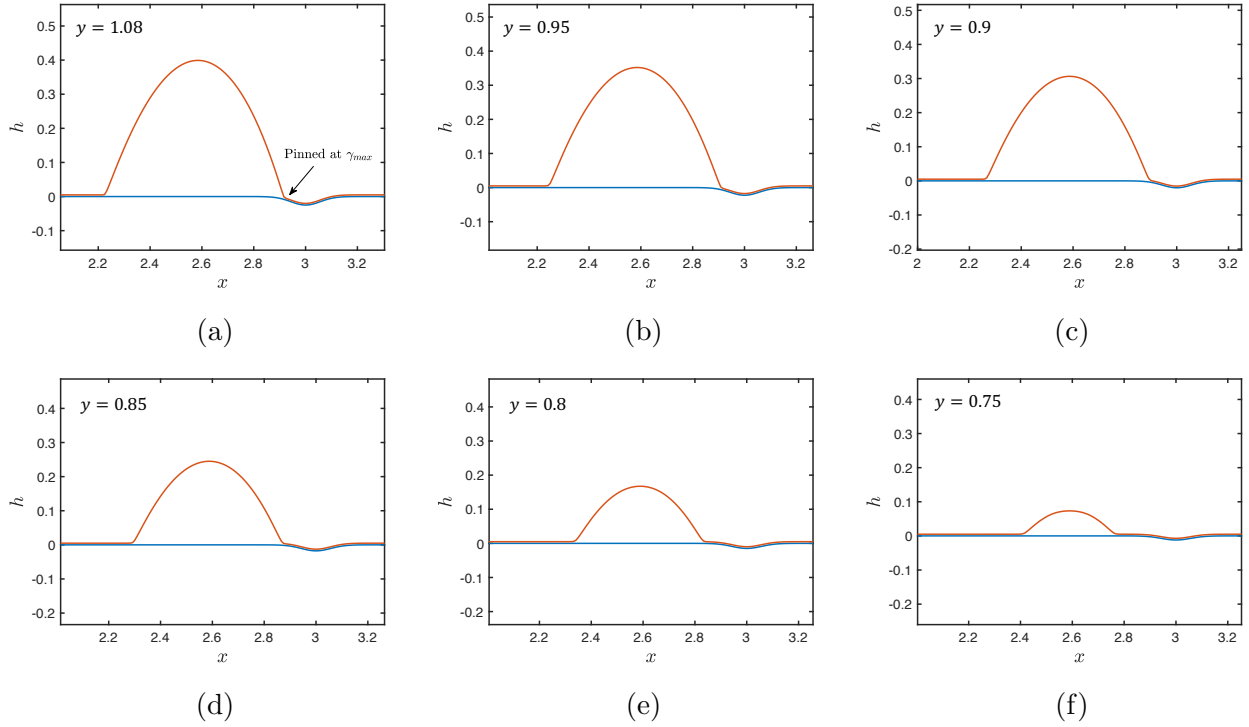 y = 1.08
0.5
0.4
0.3
0.2
0.1
0
-0.1
h
Pinned at γmax
2.2 2.4 2.6 2.8 3 3.2
x
(a)
y = 0.95
0.5
0.4
0.3
0.2
0.1
0
-0.1
h
2.2 2.4 2.6 2.8 3 3.2
x
(b)
y = 0.9
0.5
0.4
0.3
0.2
0.1
0
-0.1
-0.2
h
2 2.2 2.4 2.6 2.8 3 3.2
x
(c)
y = 0.85
0.4
0.3
0.2
0.1
0
-0.1
-0.2
h
2.2 2.4 2.6 2.8 3 3.2
x
(d)
y = 0.8
0.4
0.3
0.2
0.1
0
-0.1
-0.2
h
2.2 2.4 2.6 2.8 3 3.2
x
(e)
y = 0.75
0.4
0.3
0.2
0.1
0
-0.1
-0.2
h
2.2 2.4 2.6 2.8 3 3.2
x
(f)